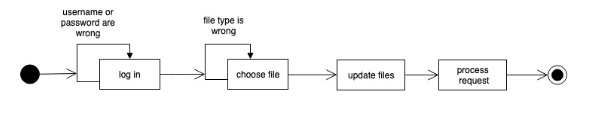 username or
password are
wrong
file type is
wrong
log in
choose file
update files
process
request